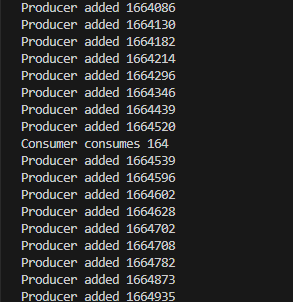 Producer added 1664086
Producer added 1664130
Producer added 1664182
Producer added 1664214
Producer added 1664296
Producer added 1664346
Producer added 1664439
Producer added 1664520
Consumer consumes 164
Producer added 1664539
Producer added 1664596
Producer added 1664602
Producer added 1664628
Producer added 1664702
Producer added 1664708
Producer added 1664782
Producer added 1664873
Producer added 1664935